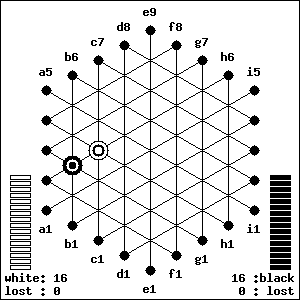 e9
d8 f8
c7 g7
b6 h6
a5 i5
a1 i1
b1 h1
c1 g1
d1 f1
e1
white: 16 16 :black
lost : 0 0 : lost